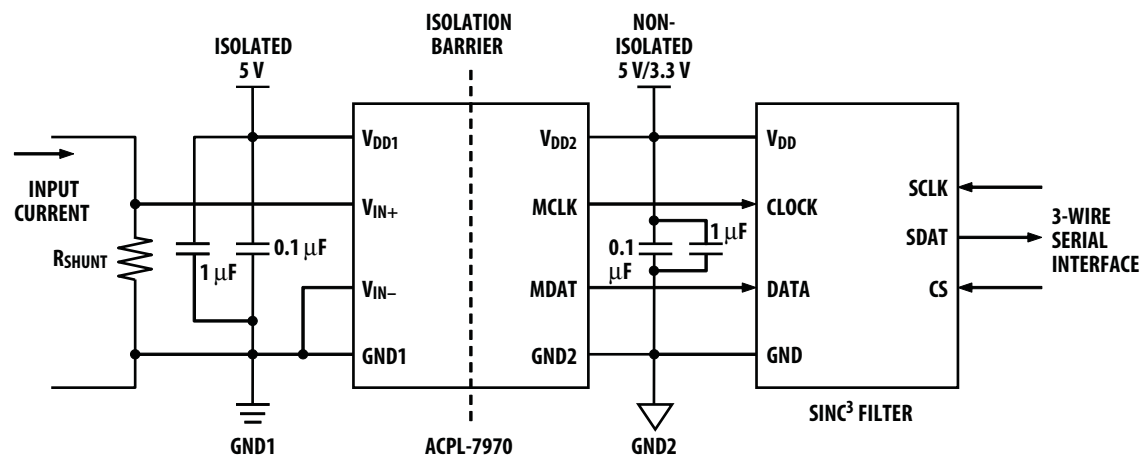 ISOLATION
BARRIER
ISOLATED
5 V
NON-
ISOLATED
5 V/3.3 V
INPUT
CURRENT
RSHUNT
1 μF
0.1 μF
VDD1
VIN+
VIN–
GND1
VDD2
MCLK
MDAT
GND2
0.1
μF
1 μF
VDD
CLOCK
DATA
GND
SCLK
SDAT
CS
3-WIRE
SERIAL
INTERFACE
GND1
ACPL-7970
GND2
SINC³ FILTER